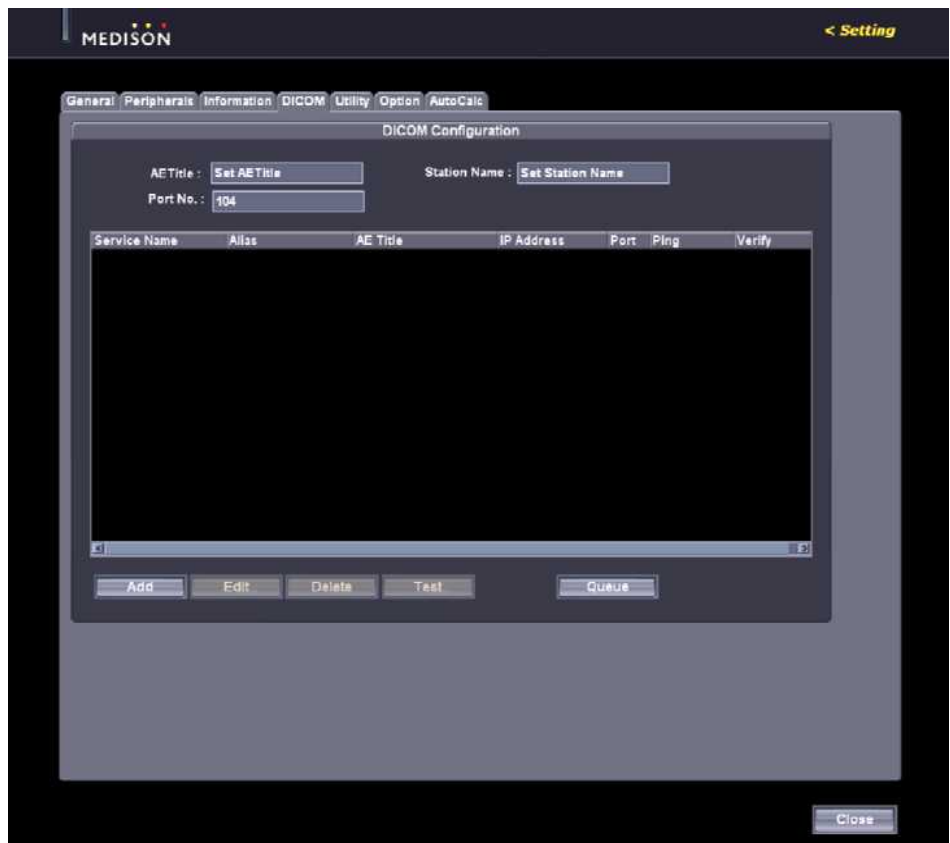 MEDISON
< Setting
General Peripherals Information DICOM Utility Option AutoCalc
DICOM Configuration
AETitle : Set AETitle Station Name : Set Station Name
Port No. : 104
Service Name Alias AE Title IP Address Port Ping Verify
Add Edit Delete Test Queue
Close